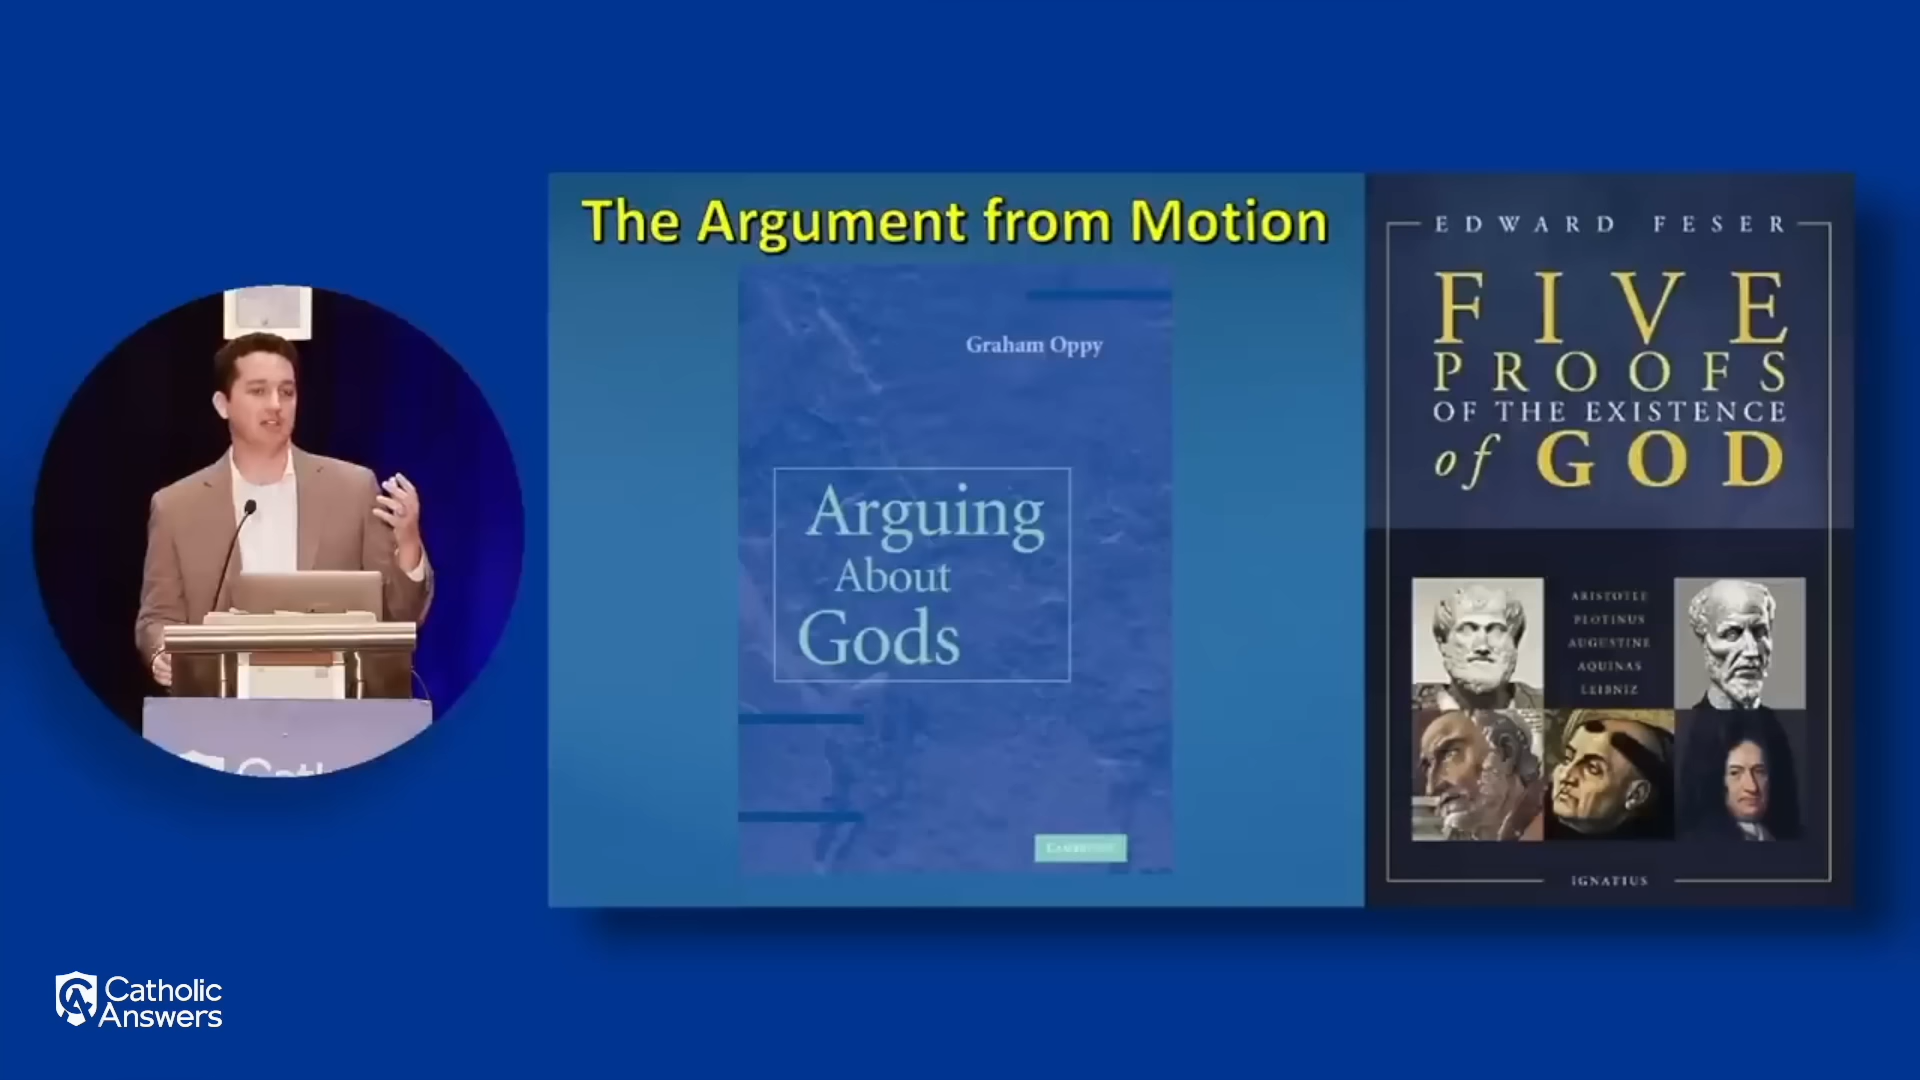 The Argument from Motion
Graham Oppy
Arguing
About
Gods
CAMBRIDGE
EDWARD FESER
FIVE
PROOFS
OF THE EXISTENCE
of GOD
ARISTOTLE
PLOTINUS
AUGUSTINE
AQUINAS
LEIBNIZ
IGNATIUS
Catholic
Answers